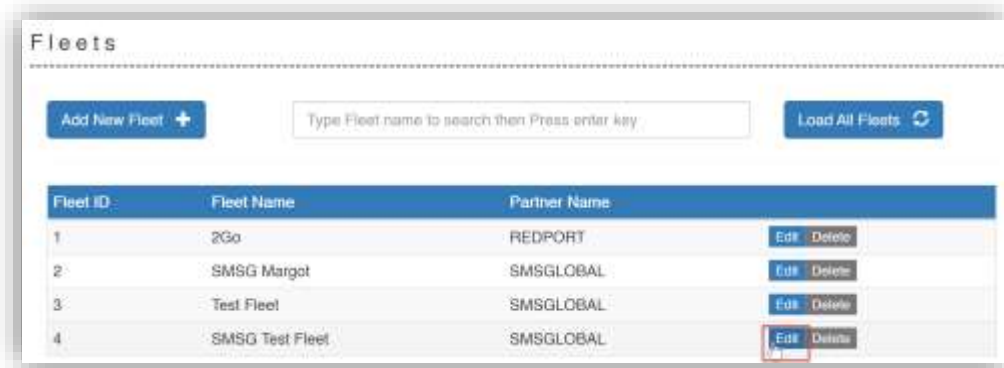 Fleets
Add New Fleet Type Fleet name to search then Press enter key Load All Fleets
Fleet ID Fleet Name Partner Name
1 2Go REDPORT Edit Delete
2 SMSG Margot SMSGLOBAL Edit Delete
3 Test Fleet SMSGLOBAL Edit Delete
4 SMSG Test Fleet SMSGLOBAL Edit Delete